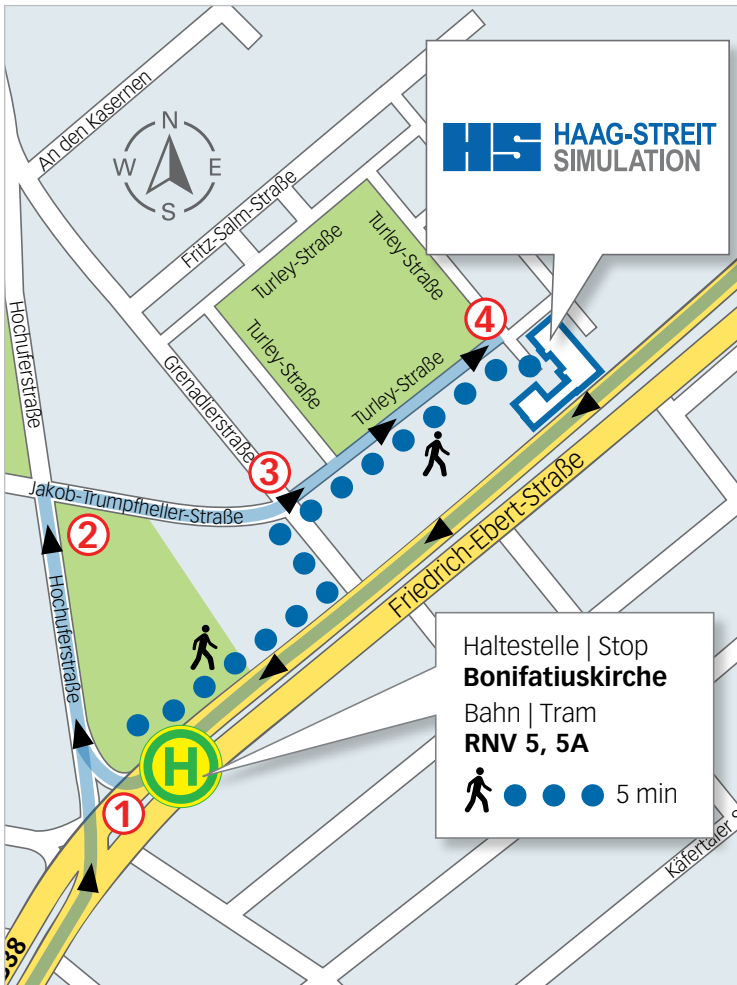 An den Kasernen
N
W E
S
HS HAAG-STREIT
SIMULATION
Fritz-Salm-Straße
Turley-Straße
Turley-Straße
Hochuferstraße
Grenadierstraße
Turley-Straße
Turley-Straße
4
3
Jakob-Trumpfheller-Straße
2
Friedrich-Ebert-Straße
Hochuferstraße
Haltestelle | Stop
Bonifatiuskirche
Bahn | Tram
RNV 5, 5A
5 min
H
1
Käfertaler S
38